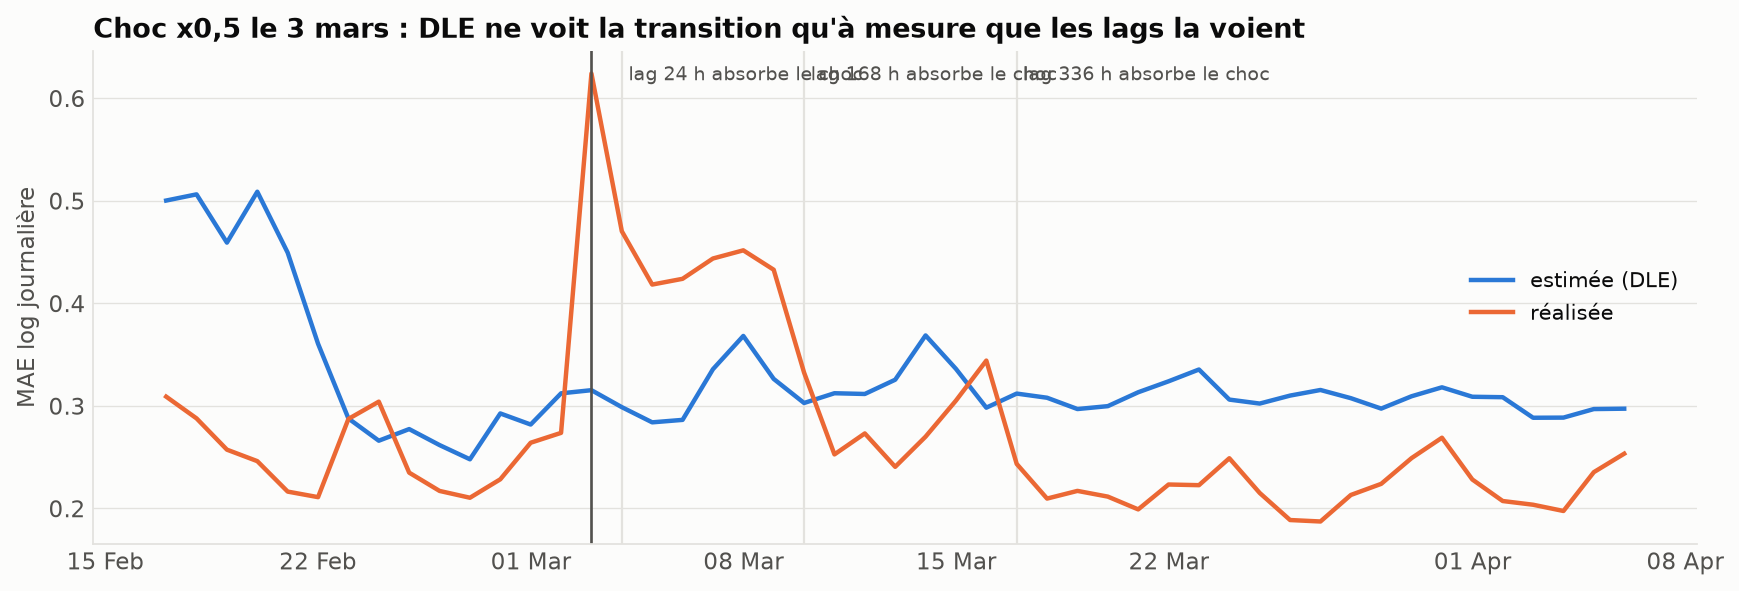 Choc x0,5 le 3 mars : DLE ne voit la transition qu'à mesure que les lags la voient
lag 24 h absorbe le choc
lag 168 h absorbe le choc
lag 336 h absorbe le choc
MAE log journalière
0.6
0.5
0.4
0.3
0.2
estimée (DLE)
réalisée
15 Feb
22 Feb
01 Mar
08 Mar
15 Mar
22 Mar
01 Apr
08 Apr